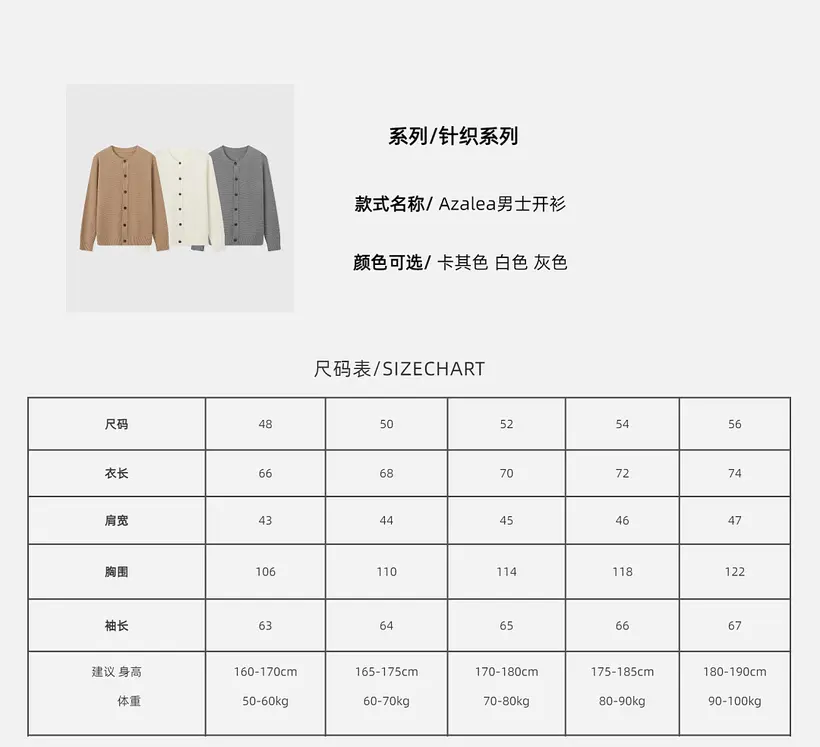 系列/针织系列
款式名称/ Azalea男士开衫
颜色可选/ 卡其色 白色 灰色
尺码表/SIZECHART
尺码 48 50 52 54 56
衣长 66 68 70 72 74
肩宽 43 44 45 46 47
胸围 106 110 114 118 122
袖长 63 64 65 66 67
建议 身高 160-170cm 165-175cm 170-180cm 175-185cm 180-190cm
体重 50-60kg 60-70kg 70-80kg 80-90kg 90-100kg